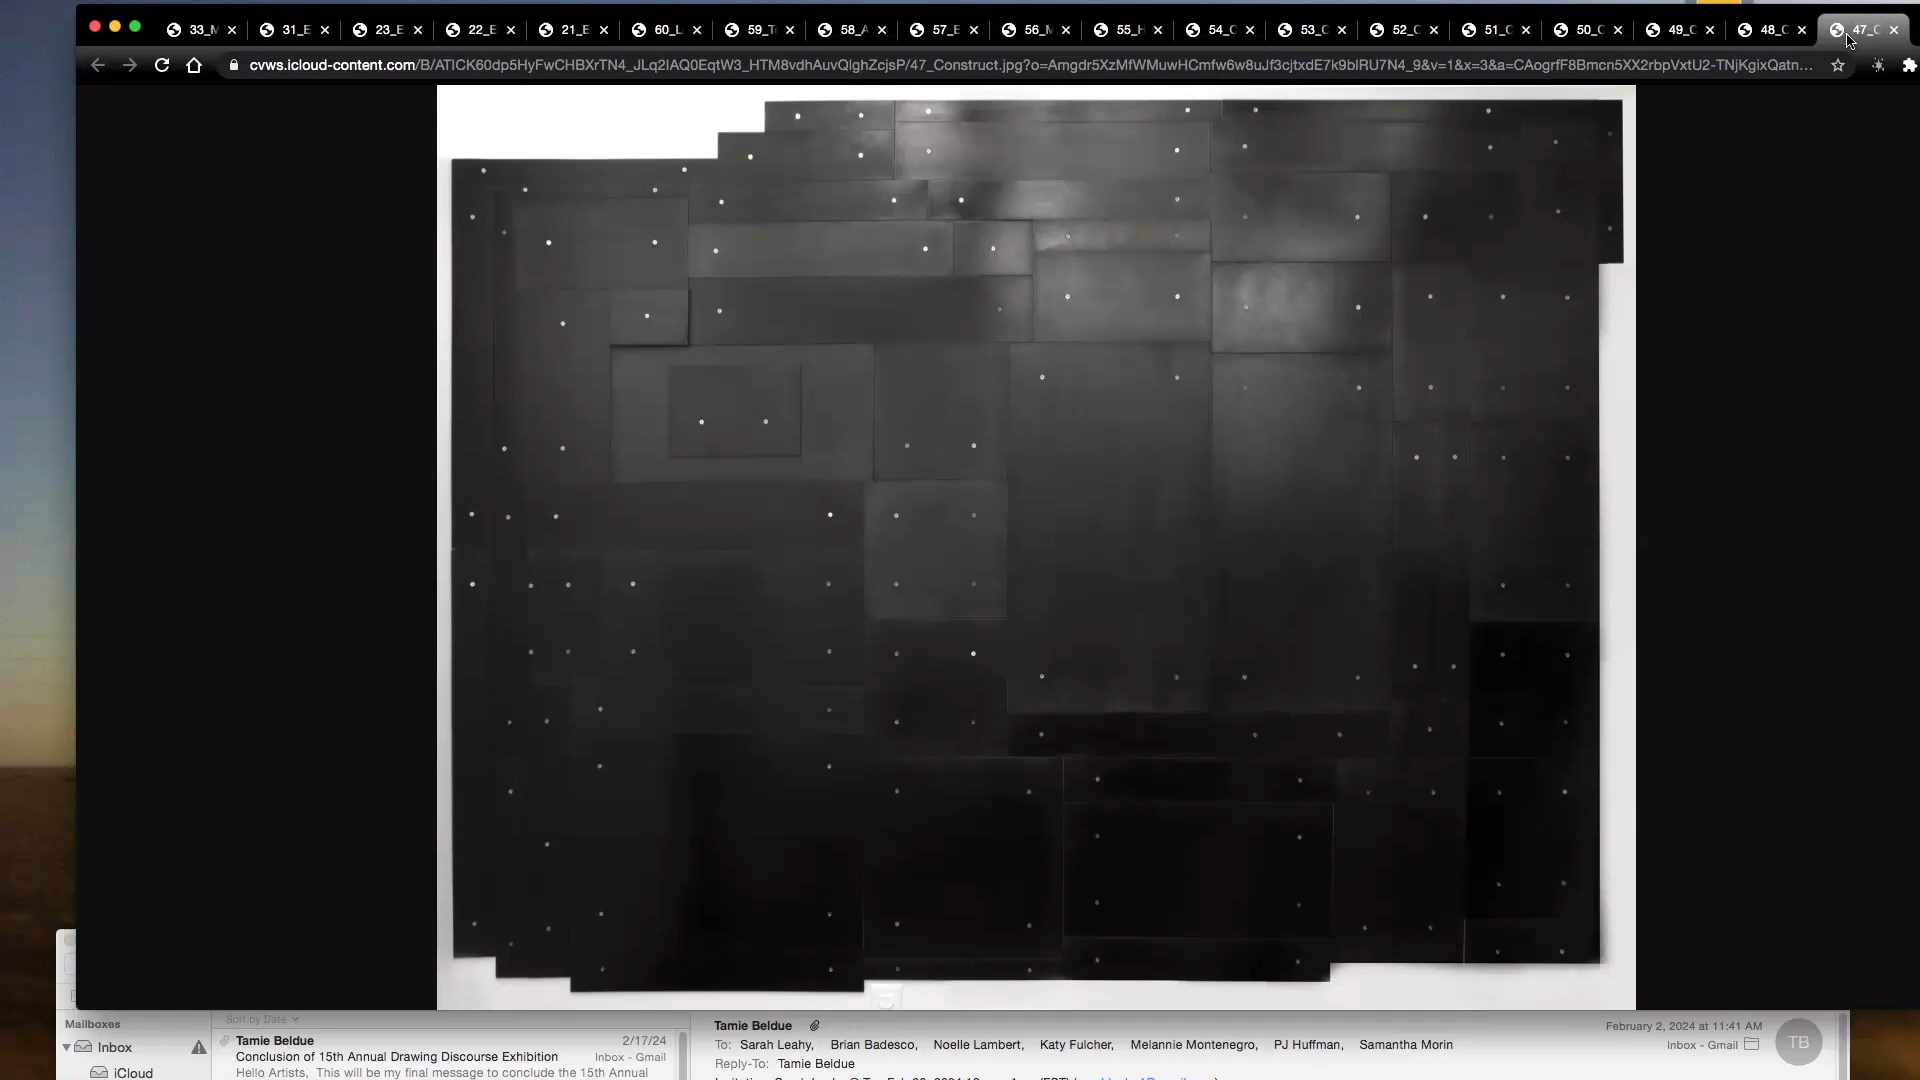 33_M 31_E 23_E 22_E 21_E 60_L 59_T 58_A 57_E 56_M 55_H 54_C 53_C 52_C 51_C 50_C 49_C 48_C 47_C
cvws.icloud-content.com/B/ATICK60dp5HyFwCHBXrTN4_JLq2IAQ0EqtW3_HTM8vdhAuvQlghZcjsP/47_Construct.jpg?o=Amgdr5XzMfWMuwHCmfw6w8uJf3cjtxdE7k9blRU7N4_9&v=1&x=3&a=CAogrfF8Bmcn5XX2rbpVxtU2-TNjKgixQatn...
Mailboxes
Inbox
iCloud
Sort by Date
Tamie Beldue 2/17/24
Conclusion of 15th Annual Drawing Discourse Exhibition Inbox - Gmail
Hello Artists, This will be my final message to conclude the 15th Annual
Tamie Beldue February 2, 2024 at 11:41 AM
To: Sarah Leahy, Brian Badesco, Noelle Lambert, Katy Fulcher, Melannie Montenegro, PJ Huffman, Samantha Morin Inbox - Gmail
Reply-To: Tamie Beldue
TB